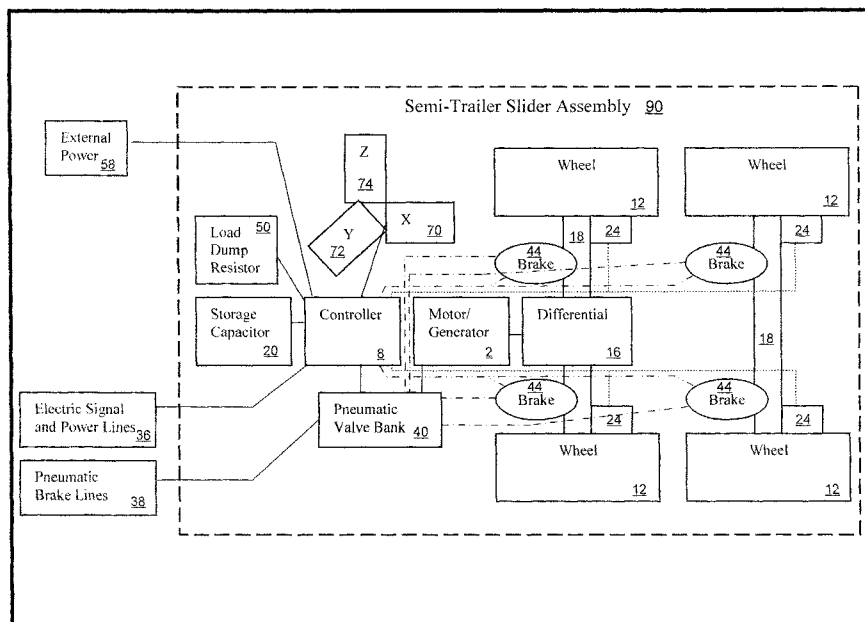 Semi-Trailer Slider Assembly 90
External
Power
58
Z
74
X
70
Y
72
Load
Dump
Resistor
50
Storage
Capacitor
20
Controller
8
Motor/
Generator
2
Differential
16
Wheel
12
Wheel
12
24
24
18
18
44
Brake
44
Brake
44
Brake
44
Brake
24
24
Wheel
12
Wheel
12
Electric Signal
and Power Lines 36
Pneumatic
Valve Bank
40
Pneumatic
Brake Lines
38